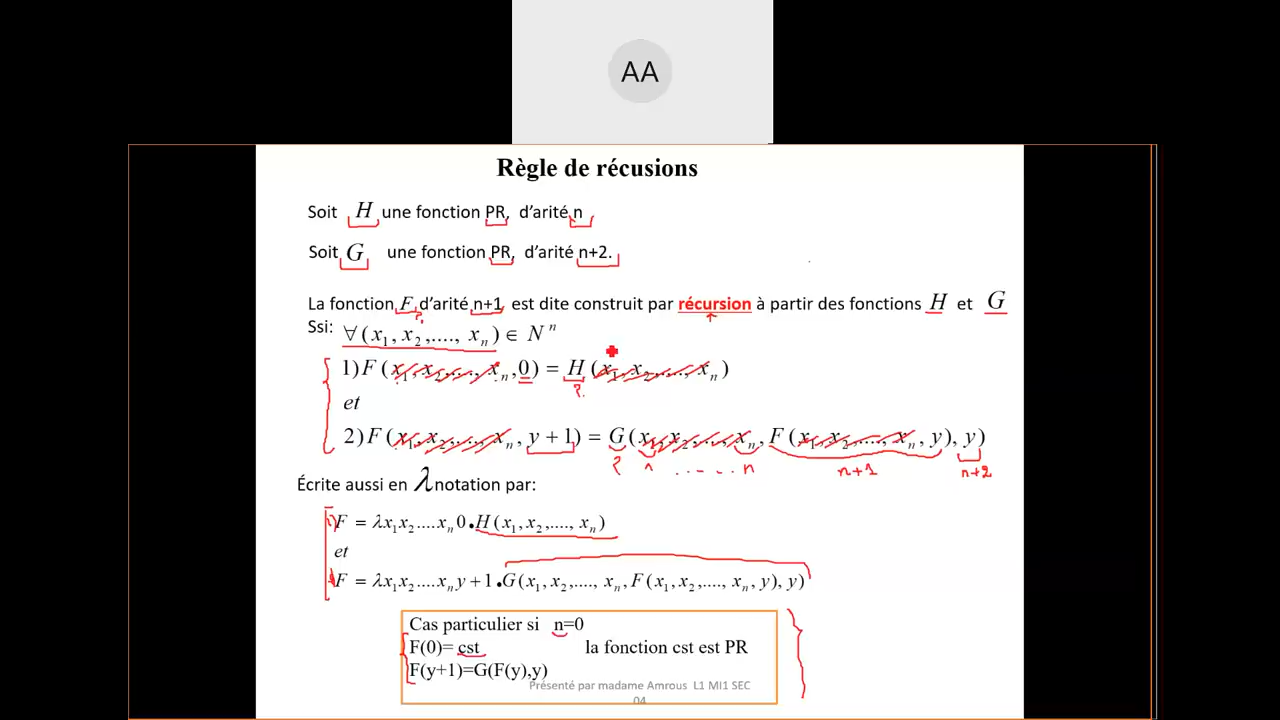 AA
Règle de récusions
Soit H une fonction PR, d’arité n
Soit G une fonction PR, d’arité n+2.
La fonction F d’arité n+1 est dite construit par récursion à partir des fonctions H et G
?
Ssi: ∀(x₁, x₂,...., xₙ) ∈ Nⁿ
1) F(x₁, x₂,...., xₙ,0) = H(x₁, x₂,...., xₙ)
?
et
2) F(x₁, x₂,...., xₙ, y+1) = G(x₁, x₂,...., xₙ, F(x₁, x₂,...., xₙ, y), y)
? 1 ...... n n+1 n+2
Écrite aussi en λ notation par:
F = λx₁x₂....xₙ0•H(x₁, x₂,...., xₙ)
et
F = λx₁x₂....xₙy+1•G(x₁, x₂,...., xₙ, F(x₁, x₂,...., xₙ, y), y)
Cas particulier si n=0
F(0)= cst la fonction cst est PR
F(y+1)=G(F(y),y)
Présenté par madame Amrous L1 MI1 SEC
04